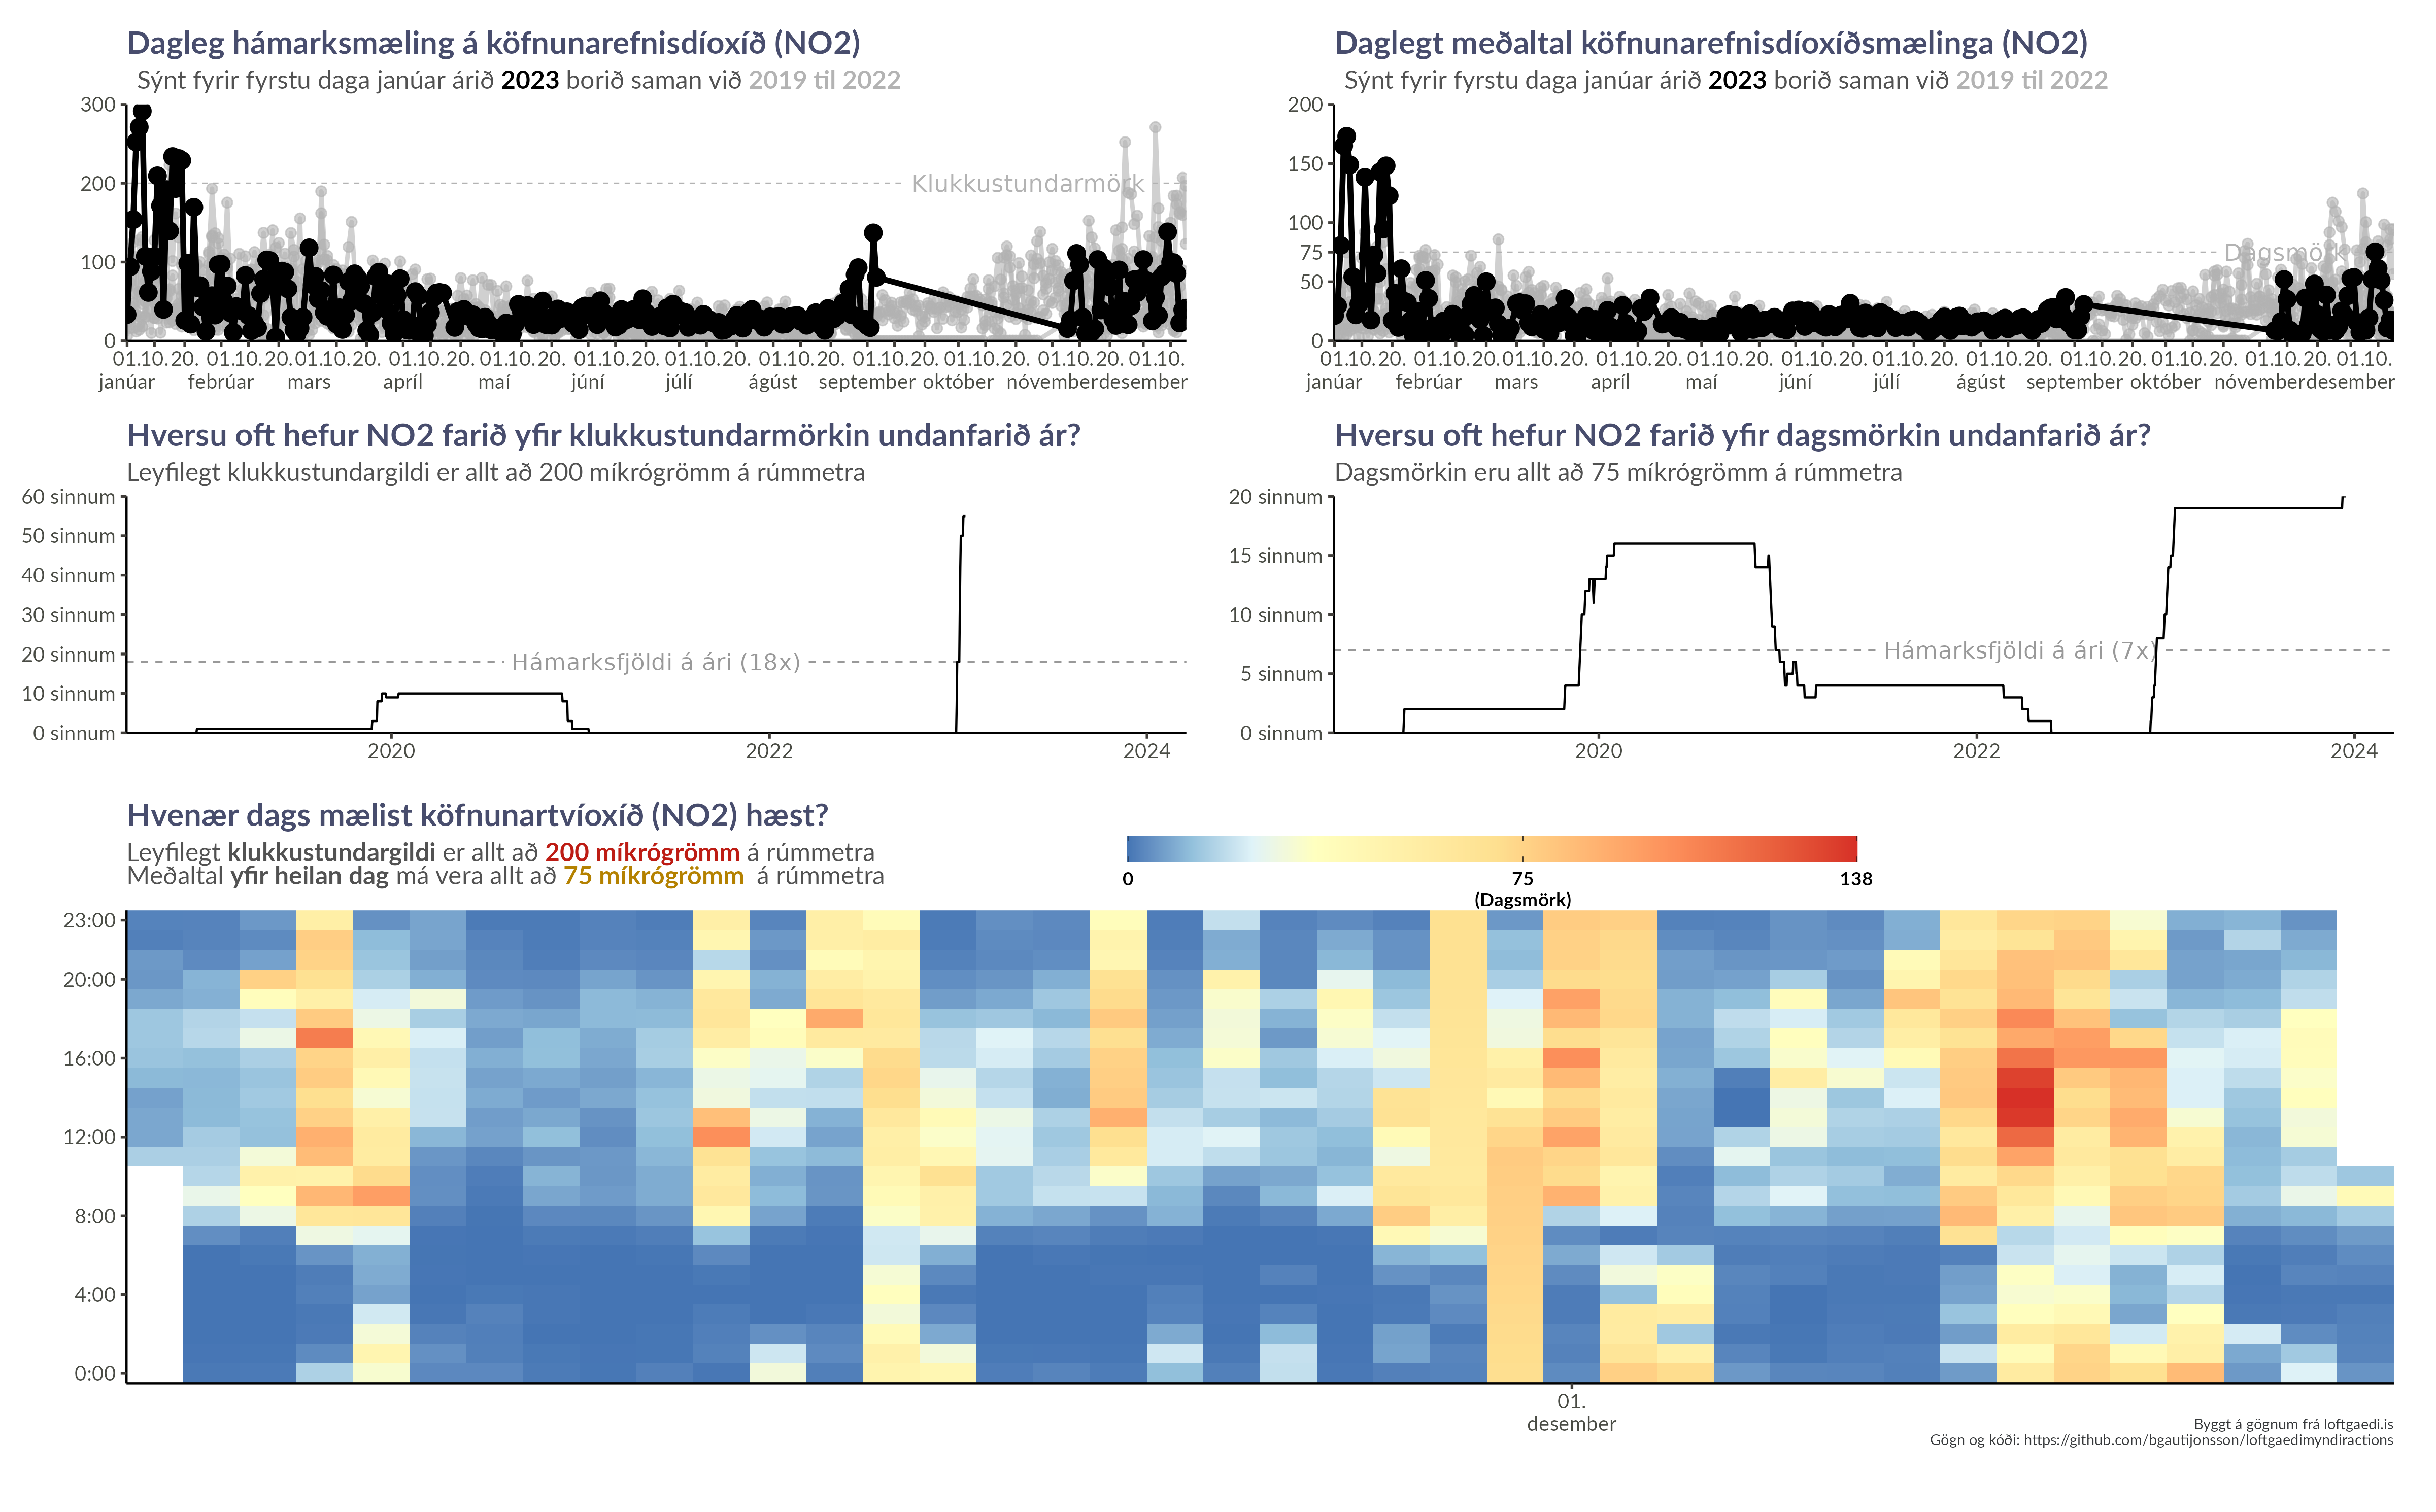 Dagleg hámarksmæling á köfnunarefnisdíoxíð (NO2)
Sýnt fyrir fyrstu daga janúar árið 2023 borið saman við 2019 til 2022
300
200
100
0
Klukkustundarmörk
01.10.20. 01.10.20. 01.10.20. 01.10.20. 01.10.20. 01.10.20. 01.10.20. 01.10.20. 01.10.20. 01.10.20. 01.10.20. 01.10.
janúar febrúar mars apríl maí júní júlí ágúst september október nóvember desember
Daglegt meðaltal köfnunarefnisdíoxíðsmælinga (NO2)
Sýnt fyrir fyrstu daga janúar árið 2023 borið saman við 2019 til 2022
200
150
100
75
50
0
Dagsmörk
01.10.20. 01.10.20. 01.10.20. 01.10.20. 01.10.20. 01.10.20. 01.10.20. 01.10.20. 01.10.20. 01.10.20. 01.10.20. 01.10.
janúar febrúar mars apríl maí júní júlí ágúst september október nóvember desember
Hversu oft hefur NO2 farið yfir klukkustundarmörkin undanfarið ár?
Leyfilegt klukkustundargildi er allt að 200 míkrógrömm á rúmmetra
60 sinnum
50 sinnum
40 sinnum
30 sinnum
20 sinnum
10 sinnum
0 sinnum
Hámarksfjöldi á ári (18x)
2020 2022 2024
Hversu oft hefur NO2 farið yfir dagsmörkin undanfarið ár?
Dagsmörkin eru allt að 75 míkrógrömm á rúmmetra
20 sinnum
15 sinnum
10 sinnum
5 sinnum
0 sinnum
Hámarksfjöldi á ári (7x)
2020 2022 2024
Hvenær dags mælist köfnunartvíoxíð (NO2) hæst?
Leyfilegt klukkustundargildi er allt að 200 míkrógrömm á rúmmetra
Meðaltal yfir heilan dag má vera allt að 75 míkrógrömm á rúmmetra
0 75 138
(Dagsmörk)
23:00
20:00
16:00
12:00
8:00
4:00
0:00
01.
desember
Byggt á gögnum frá loftgaedi.is
Gögn og kóði: https://github.com/bgautijonsson/loftgaedimyndiractions